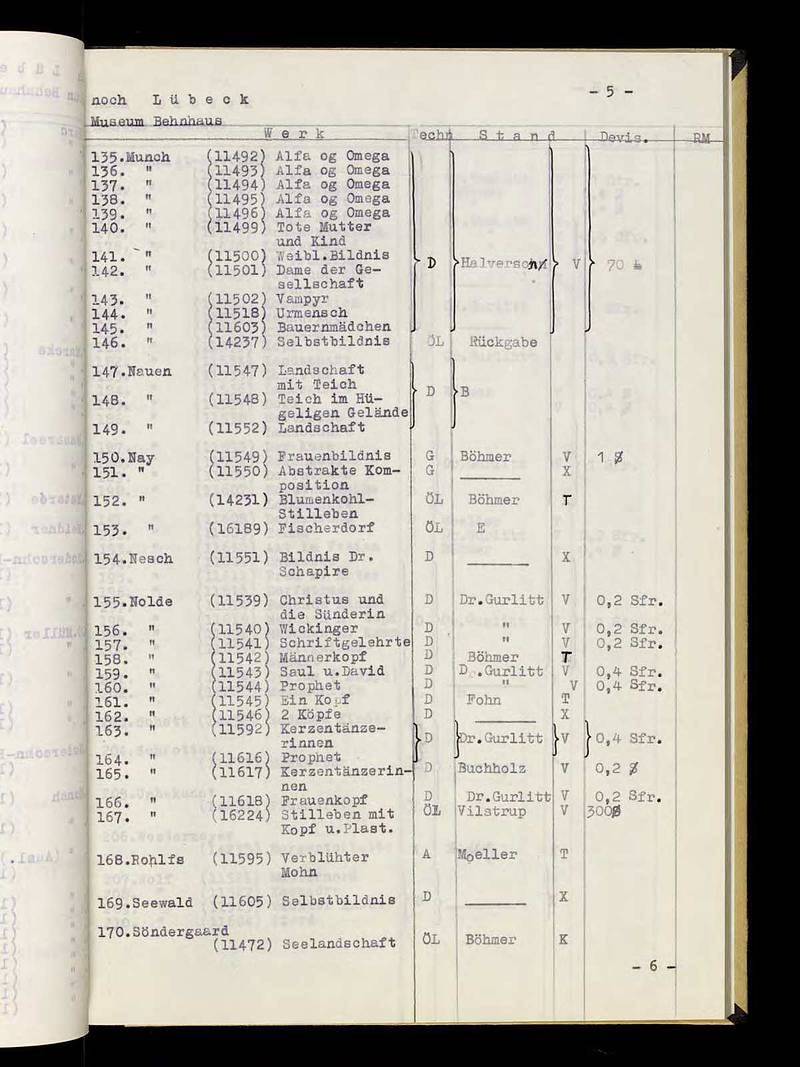 noch Lübeck - 5 -
Museum Behnhaus
Werk Techn Stand Devis. RM
135.Munch (11492) Alfa og Omega
136. " (11493) Alfa og Omega
137. " (11494) Alfa og Omega
138. " (11495) Alfa og Omega
139. " (11496) Alfa og Omega
140. " (11499) Tote Mutter
und Kind
141. " (11500) Weibl.Bildnis
142. " (11501) Dame der Ge- D V 70
sellschaft
143. " (11502) Vampyr
144. " (11518) Urmensch
145. " (11603) Bauernmädchen
146. " (14237) Selbstbildnis ÖL Rückgabe
147.Nauen (11547) Landschaft
mit Teich
148. " (11548) Teich im Hü- D B
geligen Gelände
149. " (11552) Landschaft
150.Nay (11549) Frauenbildnis G Böhmer V 1 $
151. " (11550) Abstrakte Kom- G ______ X
position
152. " (14231) Blumenkohl- ÖL Böhmer T
Stilleben
153. " (16189) Fischerdorf ÖL E
154.Nesch (11551) Bildnis Dr. D ______ X
Schapire
155.Nolde (11539) Christus und D Dr.Gurlitt V 0,2 Sfr.
die Sünderin
156. " (11540) Wickinger D " V 0,2 Sfr.
157. " (11541) Schriftgelehrte D " V 0,2 Sfr.
158. " (11542) Männerkopf D Böhmer T
159. " (11543) Saul u.David D D .Gurlitt V 0,4 Sfr.
160. " (11544) Prophet D " V 0,4 Sfr.
161. " (11545) Ein Kopf D Fohn T
162. " (11546) 2 Köpfe D ______ X
163. " (11592) Kerzentänze- D Dr.Gurlitt V 0,4 Sfr.
rinnen
164. " (11616) Prophet
165. " (11617) Kerzentänzerin- D Buchholz V 0,2 $
nen
166. " (11618) Frauenkopf D Dr.Gurlitt V 0,2 Sfr.
167. " (16224) Stilleben mit ÖL Vilstrup V 300$
Kopf u.Plast.
168.Rohlfs (11595) Verblühter A Moeller T
Mohn
169.Seewald (11605) Selbstbildnis D ______ X
170.Söndergaard
(11472) Seelandschaft ÖL Böhmer K
- 6 -